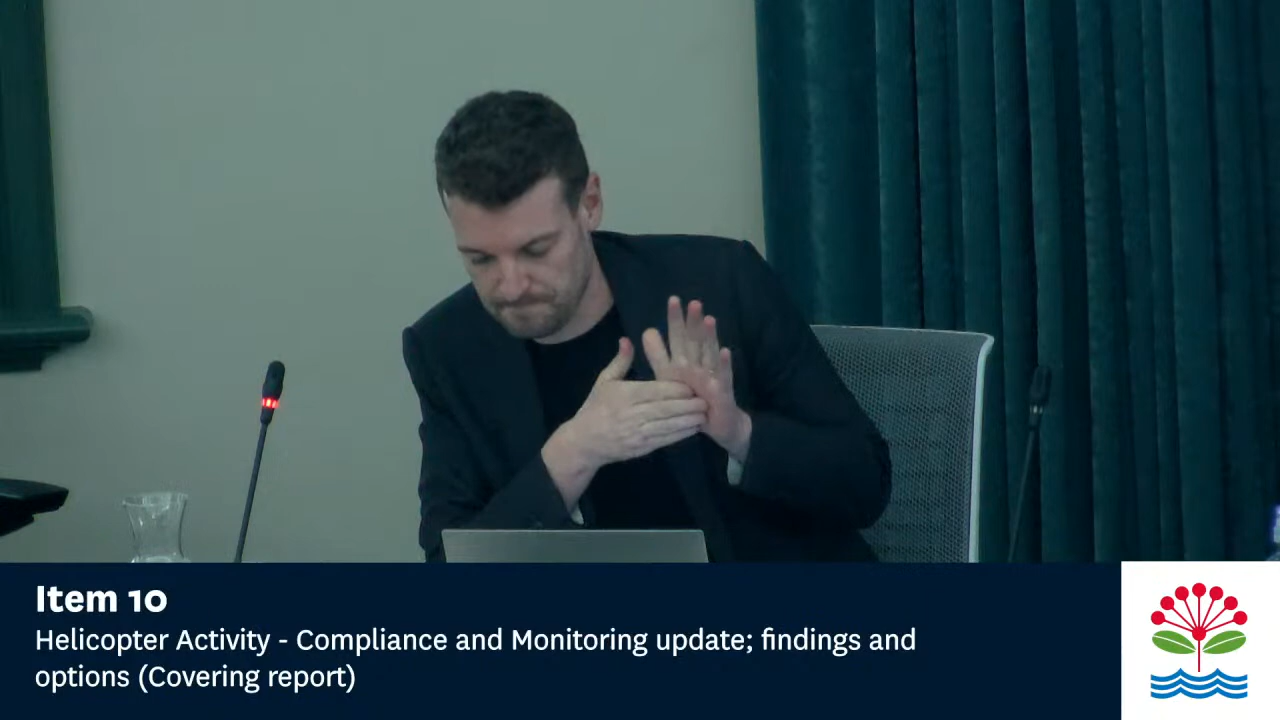 Item 10
Helicopter Activity - Compliance and Monitoring update; findings and
options (Covering report)